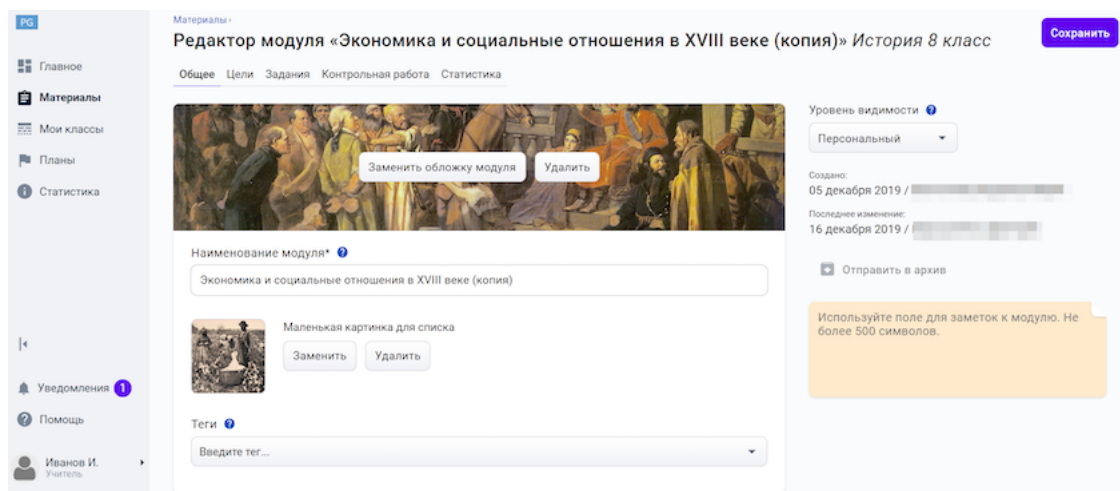 PG
Главное
Материалы
Мои классы
Планы
Статистика
Уведомления 1
Помощь
Иванов И.
Учитель
Материалы ›
Редактор модуля «Экономика и социальные отношения в XVIII веке (копия)» История 8 класс
Сохранить
Общее Цели Задания Контрольная работа Статистика
Заменить обложку модуля Удалить
Наименование модуля* ?
Экономика и социальные отношения в XVIII веке (копия)
Маленькая картинка для списка
Заменить Удалить
Теги ?
Введите тег...
Уровень видимости ?
Персональный
Создано:
05 декабря 2019 /
Последнее изменение:
16 декабря 2019 /
Отправить в архив
Используйте поле для заметок к модулю. Не
более 500 символов.